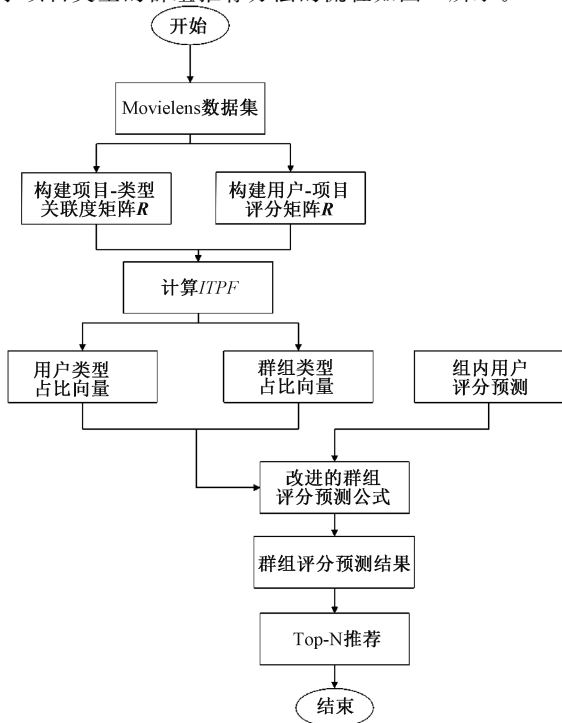 开始
Movielens数据集
构建项目-类型
关联度矩阵R
构建用户-项目
评分矩阵R
计算ITPF
用户类型
占比向量
群组类型
占比向量
组内用户
评分预测
改进的群组
评分预测公式
群组评分预测结果
Top-N推荐
结束